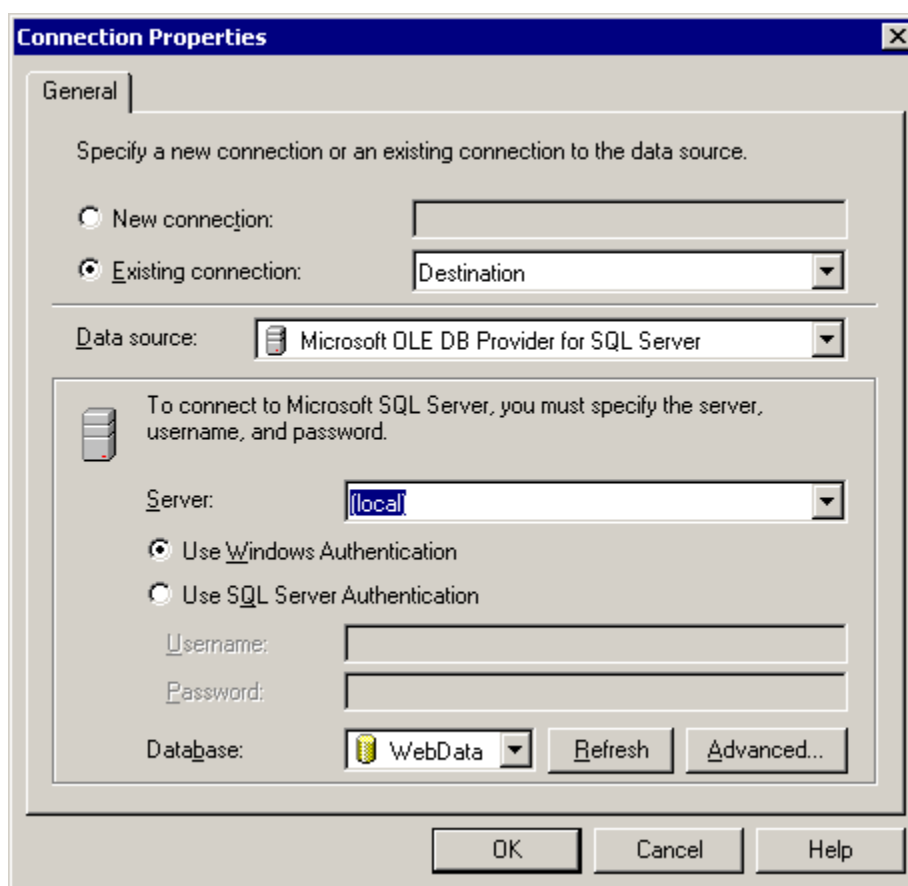 Connection Properties
General
Specify a new connection or an existing connection to the data source.
New connection:
Existing connection: Destination
Data source: Microsoft OLE DB Provider for SQL Server
To connect to Microsoft SQL Server, you must specify the server,
username, and password.
Server: (local)
Use Windows Authentication
Use SQL Server Authentication
Username:
Password:
Database: WebData Refresh Advanced...
OK Cancel Help